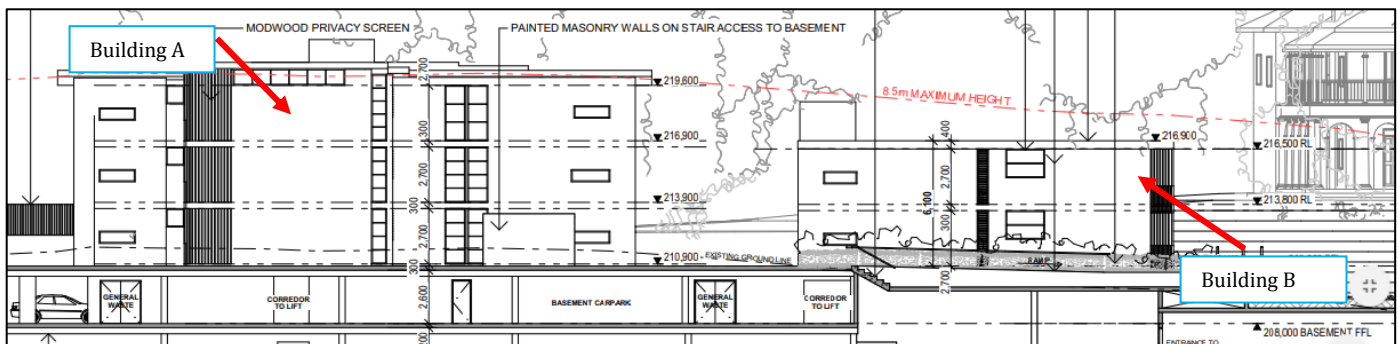 MODWOOD PRIVACY SCREEN
PAINTED MASONRY WALLS ON STAIR ACCESS TO BASEMENT
Building A
2,700
219,600
8.5m MAXIMUM HEIGHT
300
216,900
400
216,900
216,500 RL
2,700
2,700
6,100
300
213,900
213,800 RL
300
2,700
210,900
EXISTING GROUND LINE
RAMP
300
2,700
Building B
GENERAL WASTE
CORREDOR TO LIFT
2,600
BASEMENT CARPARK
GENERAL WASTE
CORREDOR TO LIFT
208,000 BASEMENT FFL
ENTRANCE TO